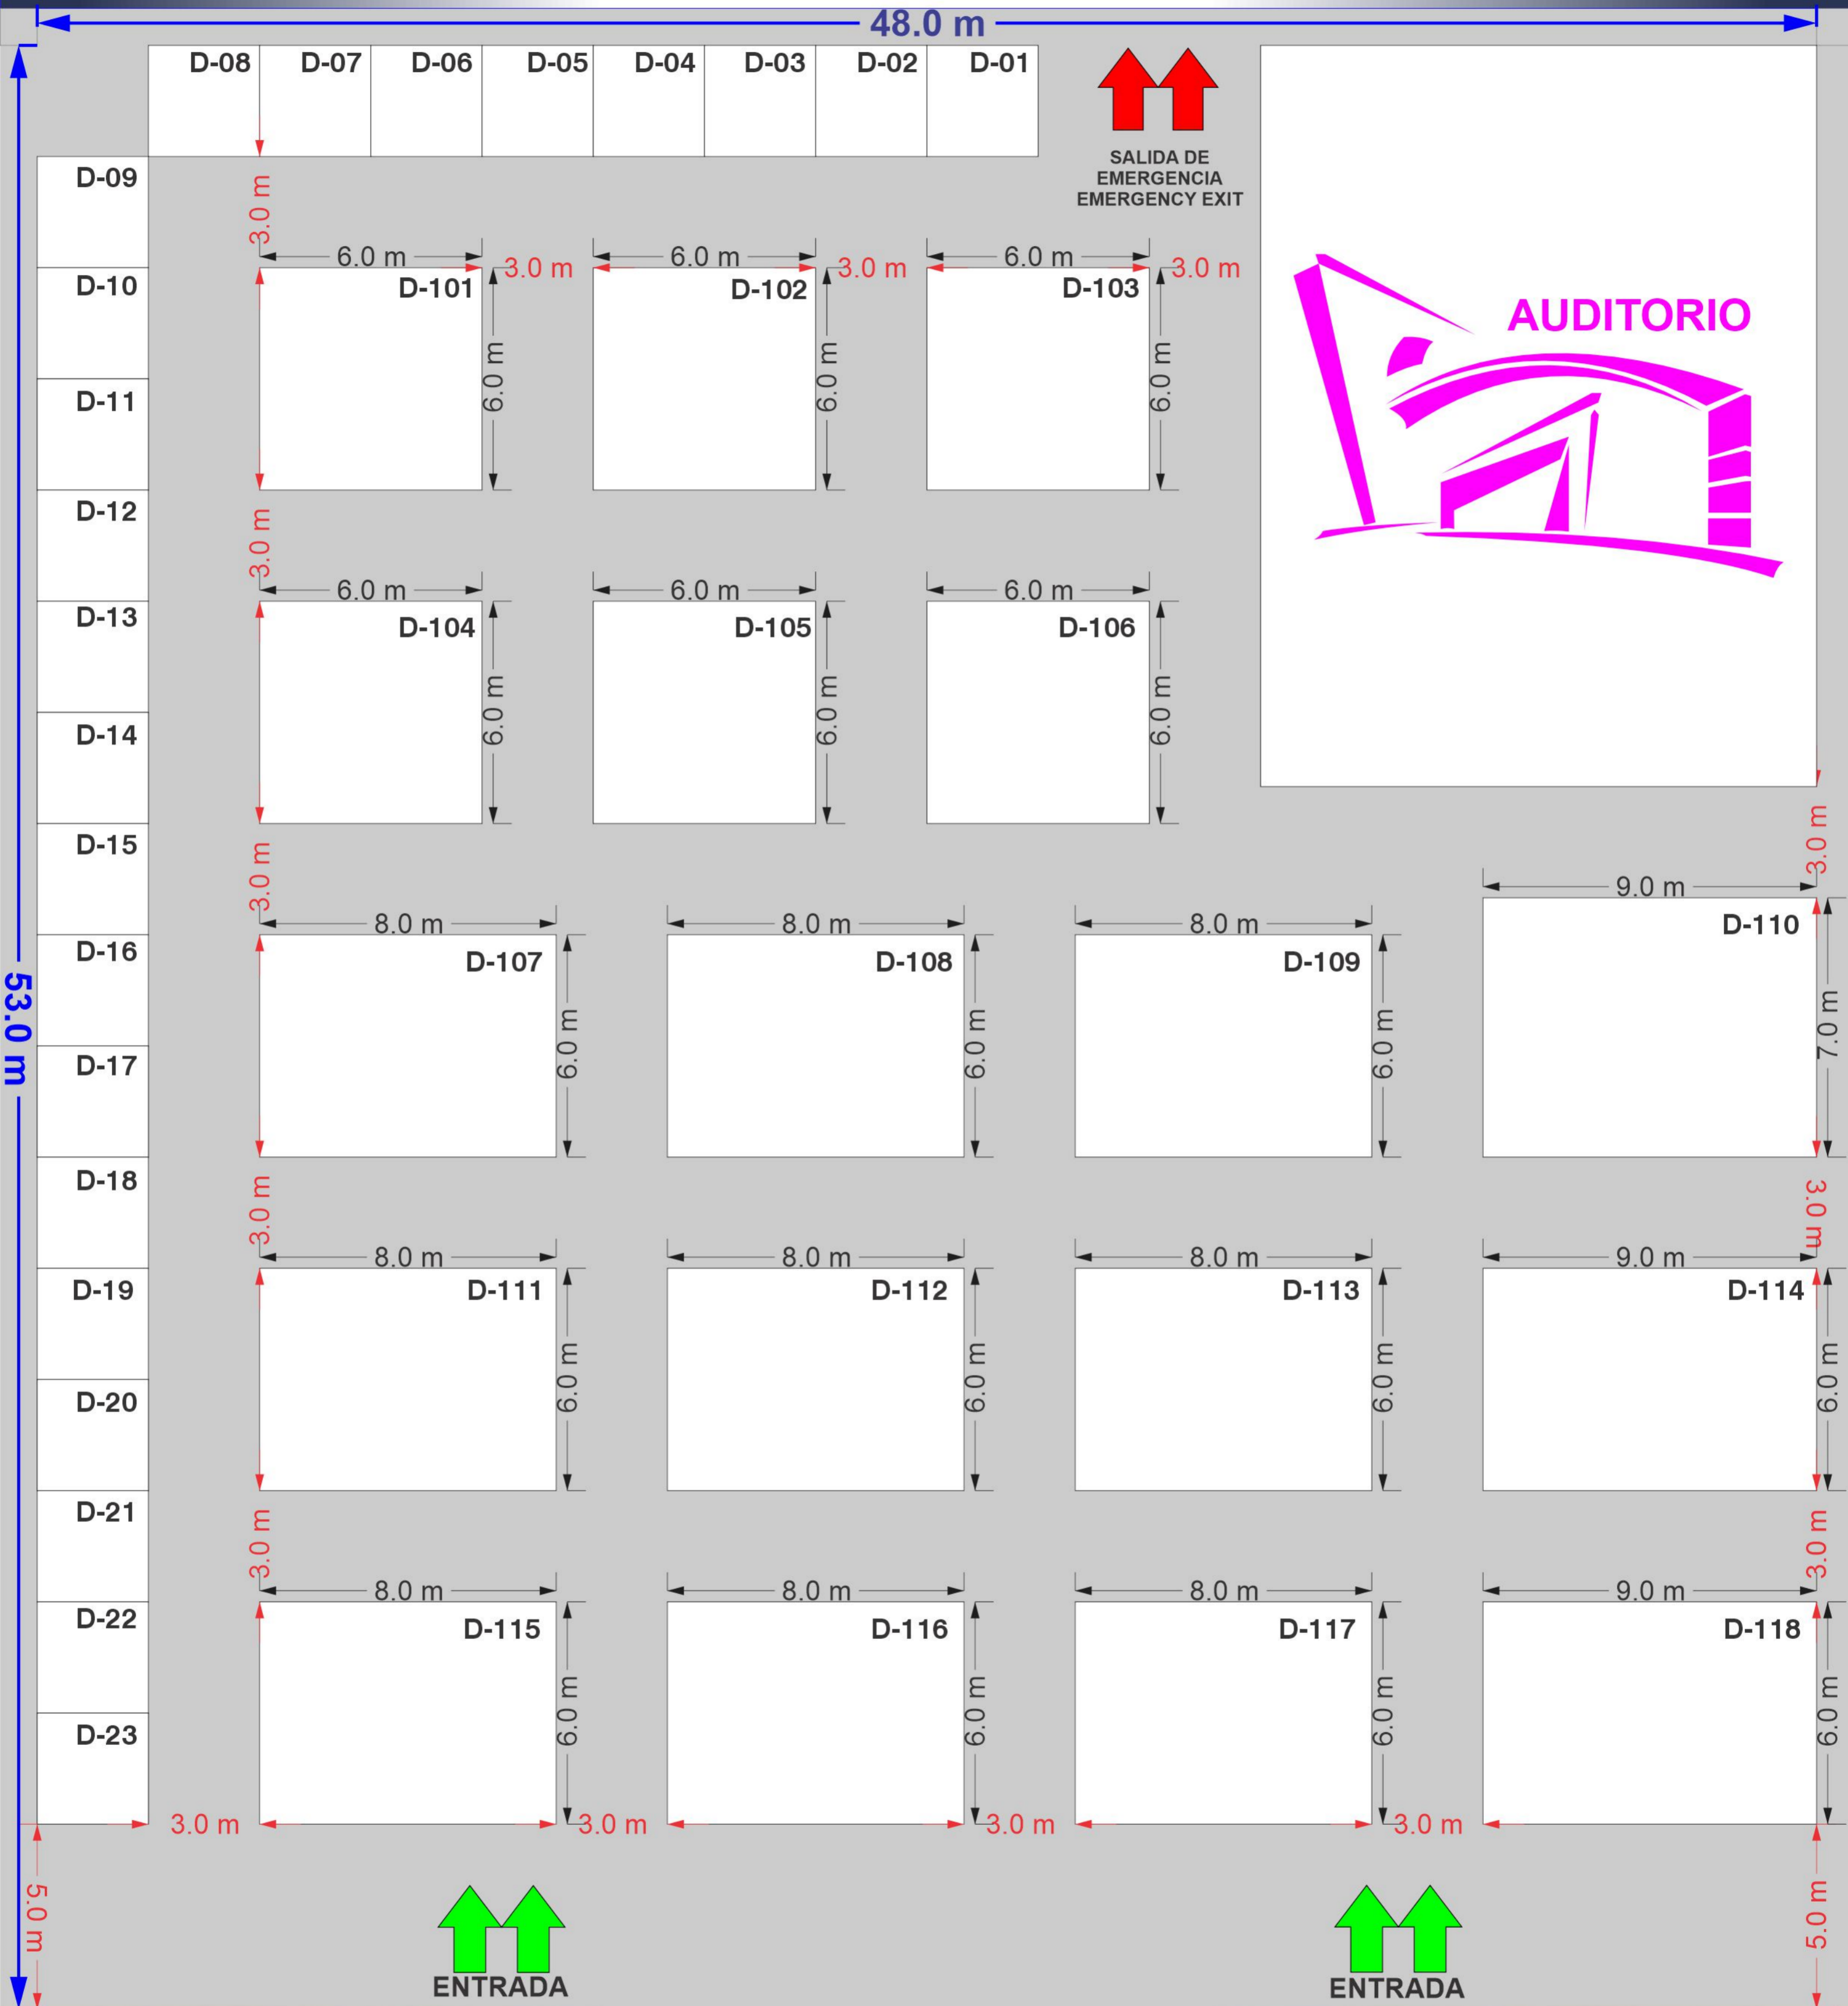 48.0 m
D-08 D-07 D-06 D-05 D-04 D-03 D-02 D-01
SALIDA DE
EMERGENCIA
EMERGENCY EXIT
D-09
3.0 m
6.0 m 6.0 m 6.0 m
3.0 m 3.0 m 3.0 m
D-10 D-101 D-102 D-103
AUDITORIO
6.0 m 6.0 m 6.0 m
D-11
D-12
3.0 m
6.0 m 6.0 m 6.0 m
D-13 D-104 D-105 D-106
6.0 m 6.0 m 6.0 m
D-14
D-15
3.0 m 3.0 m
9.0 m
8.0 m 8.0 m 8.0 m
D-110
D-16 D-107 D-108 D-109
53.0 m
6.0 m 6.0 m 6.0 m 7.0 m
D-17
D-18
3.0 m 3.0 m
8.0 m 8.0 m 8.0 m 9.0 m
D-19 D-111 D-112 D-113 D-114
6.0 m 6.0 m 6.0 m 6.0 m
D-20
D-21
3.0 m 3.0 m
8.0 m 8.0 m 8.0 m 9.0 m
D-22 D-115 D-116 D-117 D-118
6.0 m 6.0 m 6.0 m 6.0 m
D-23
3.0 m 3.0 m 3.0 m 3.0 m
5.0 m 5.0 m
ENTRADA ENTRADA